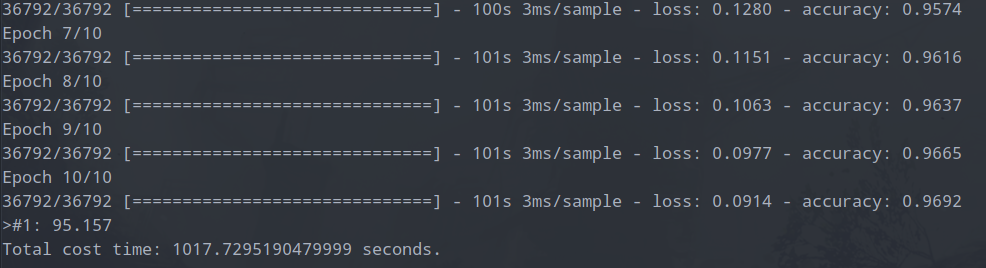 36792/36792 [==============================] - 100s 3ms/sample - loss: 0.1280 - accuracy: 0.9574
Epoch 7/10
36792/36792 [==============================] - 101s 3ms/sample - loss: 0.1151 - accuracy: 0.9616
Epoch 8/10
36792/36792 [==============================] - 101s 3ms/sample - loss: 0.1063 - accuracy: 0.9637
Epoch 9/10
36792/36792 [==============================] - 101s 3ms/sample - loss: 0.0977 - accuracy: 0.9665
Epoch 10/10
36792/36792 [==============================] - 101s 3ms/sample - loss: 0.0914 - accuracy: 0.9692
>#1: 95.157
Total cost time: 1017.7295190479999 seconds.